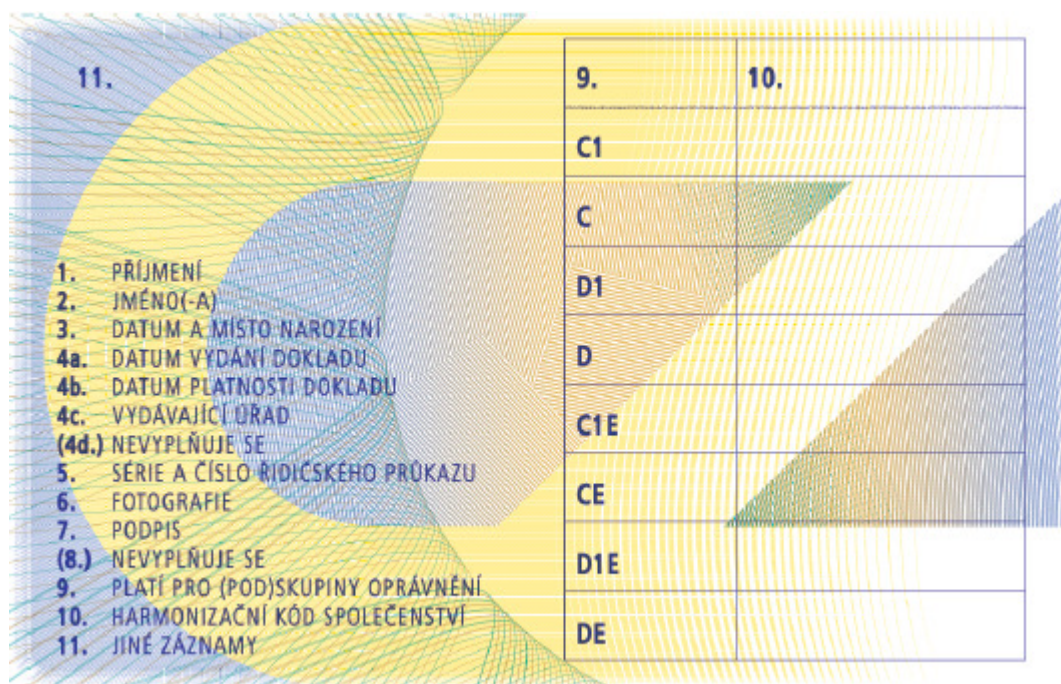 11.
1. PŘÍJMENÍ
2. JMÉNO(-A)
3. DATUM A MÍSTO NAROZENÍ
4a. DATUM VYDÁNÍ DOKLADU
4b. DATUM PLATNOSTI DOKLADU
4c. VYDÁVAJÍCÍ ÚŘAD
(4d.) NEVYPLŇUJE SE
5. SÉRIE A ČÍSLO ŘIDIČSKÉHO PRŮKAZU
6. FOTOGRAFIE
7. PODPIS
(8.) NEVYPLŇUJE SE
9. PLATÍ PRO (POD)SKUPINY OPRÁVNĚNÍ
10. HARMONIZAČNÍ KÓD SPOLEČENSTVÍ
11. JINÉ ZÁZNAMY
9. 10.
C1
C
D1
D
C1E
CE
D1E
DE